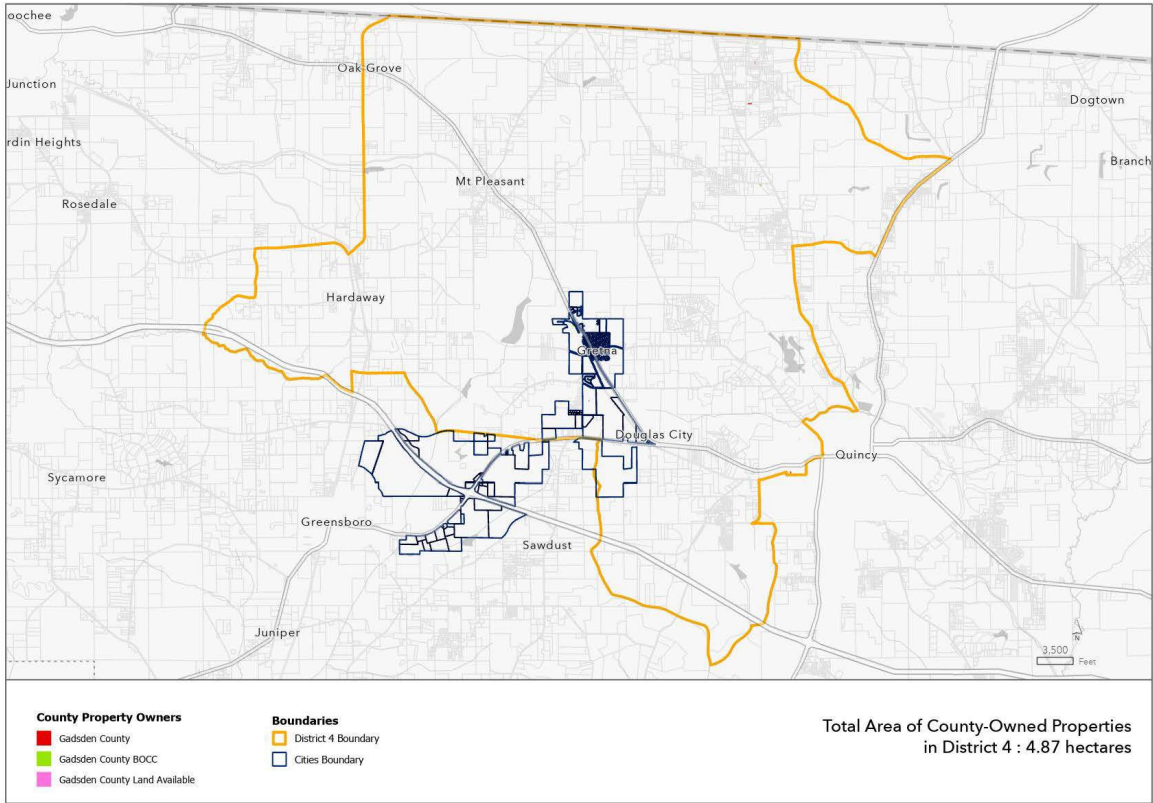 oochee
Oak Grove
Junction
Dogtown
rdin Heights
Branch
Mt Pleasant
Rosedale
Hardaway
Gretna
Douglas City
Quincy
Sycamore
Greensboro
Sawdust
Juniper
N
3,500
Feet
County Property Owners
Gadsden County
Gadsden County BOCC
Gadsden County Land Available
Boundaries
District 4 Boundary
Cities Boundary
Total Area of County-Owned Properties
in District 4 : 4.87 hectares